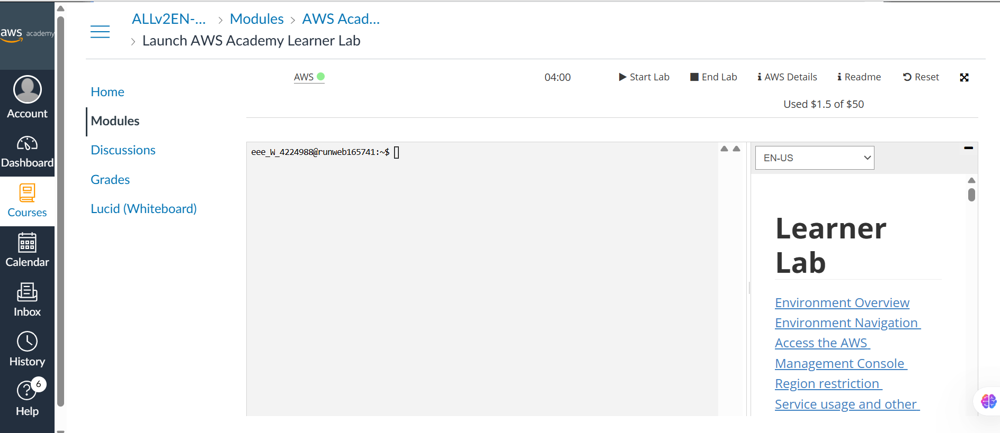 aws academy
Account
Dashboard
Courses
Calendar
Inbox
History
6
Help
ALLv2EN-... > Modules > AWS Acad...
> Launch AWS Academy Learner Lab
Home
Modules
Discussions
Grades
Lucid (Whiteboard)
AWS
04:00
Start Lab
End Lab
AWS Details
Readme
Reset
Used $1.5 of $50
eee_W_4224988@runweb165741:~$
EN-US
Learner
Lab
Environment Overview
Environment Navigation
Access the AWS
Management Console
Region restriction
Service usage and other